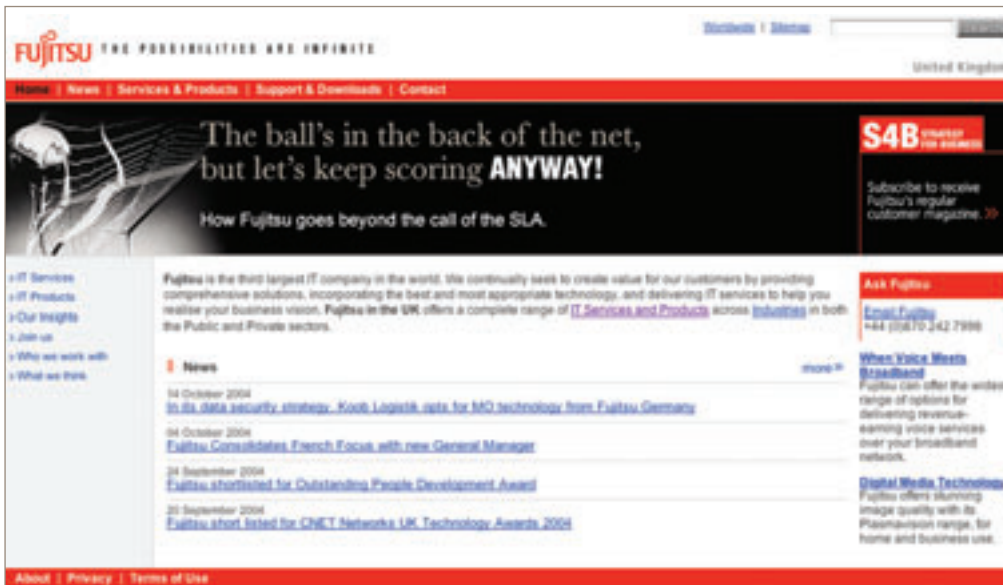 Worldwide | Sitemap
Search
FUJITSU THE POSSIBILITIES ARE INFINITE
United Kingdom
Home | News | Services & Products | Support & Downloads | Contact
The ball's in the back of the net,
but let's keep scoring ANYWAY!
How Fujitsu goes beyond the call of the SLA.
S4B STRATEGY
FOR BUSINESS
Subscribe to receive
Fujitsu's regular
customer magazine. »
» IT Services
» IT Products
» Our Insights
» Join us
» Who we work with
» What we think
Fujitsu is the third largest IT company in the world. We continually seek to create value for our customers by providing
comprehensive solutions, incorporating the best and most appropriate technology, and delivering IT services to help you
realise your business vision. Fujitsu in the UK offers a complete range of IT Services and Products across Industries in both
the Public and Private sectors.
News
more »
14 October 2004
In its data security strategy, Koob Logistik opts for MO technology from Fujitsu Germany
04 October 2004
Fujitsu Consolidates French Focus with new General Manager
24 September 2004
Fujitsu shortlisted for Outstanding People Development Award
20 September 2004
Fujitsu short listed for CNET Networks UK Technology Awards 2004
Ask Fujitsu
Email Fujitsu
+44 (0)870 242 7998
When Voice Meets
Broadband
Fujitsu can offer the widest
range of options for
delivering revenue-
earning voice services
over your broadband
network.
Digital Media Technology
Fujitsu offers stunning
image quality with its
Plasmavision range, for
home and business use.
About | Privacy | Terms of Use